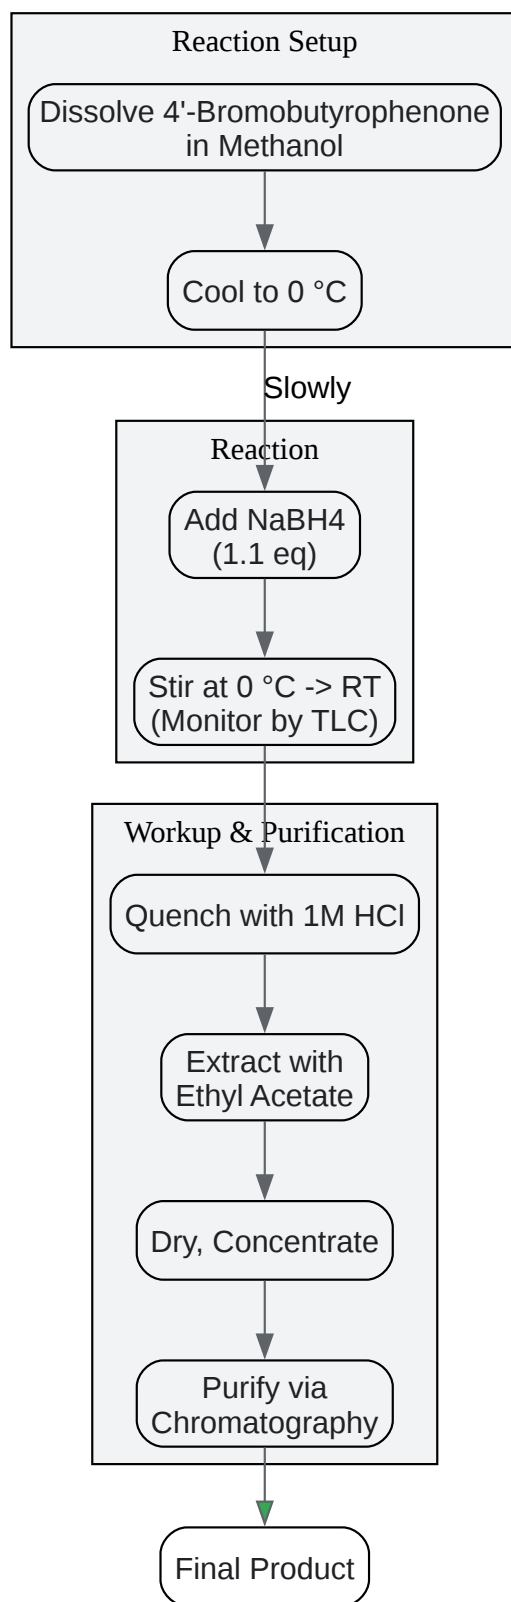 Reaction Setup
Dissolve 4'-Bromobutyrophenone
in Methanol
Cool to 0 °C
Slowly
Reaction
Add NaBH4
(1.1 eq)
Stir at 0 °C -> RT
(Monitor by TLC)
Workup & Purification
Quench with 1M HCl
Extract with
Ethyl Acetate
Dry, Concentrate
Purify via
Chromatography
Final Product